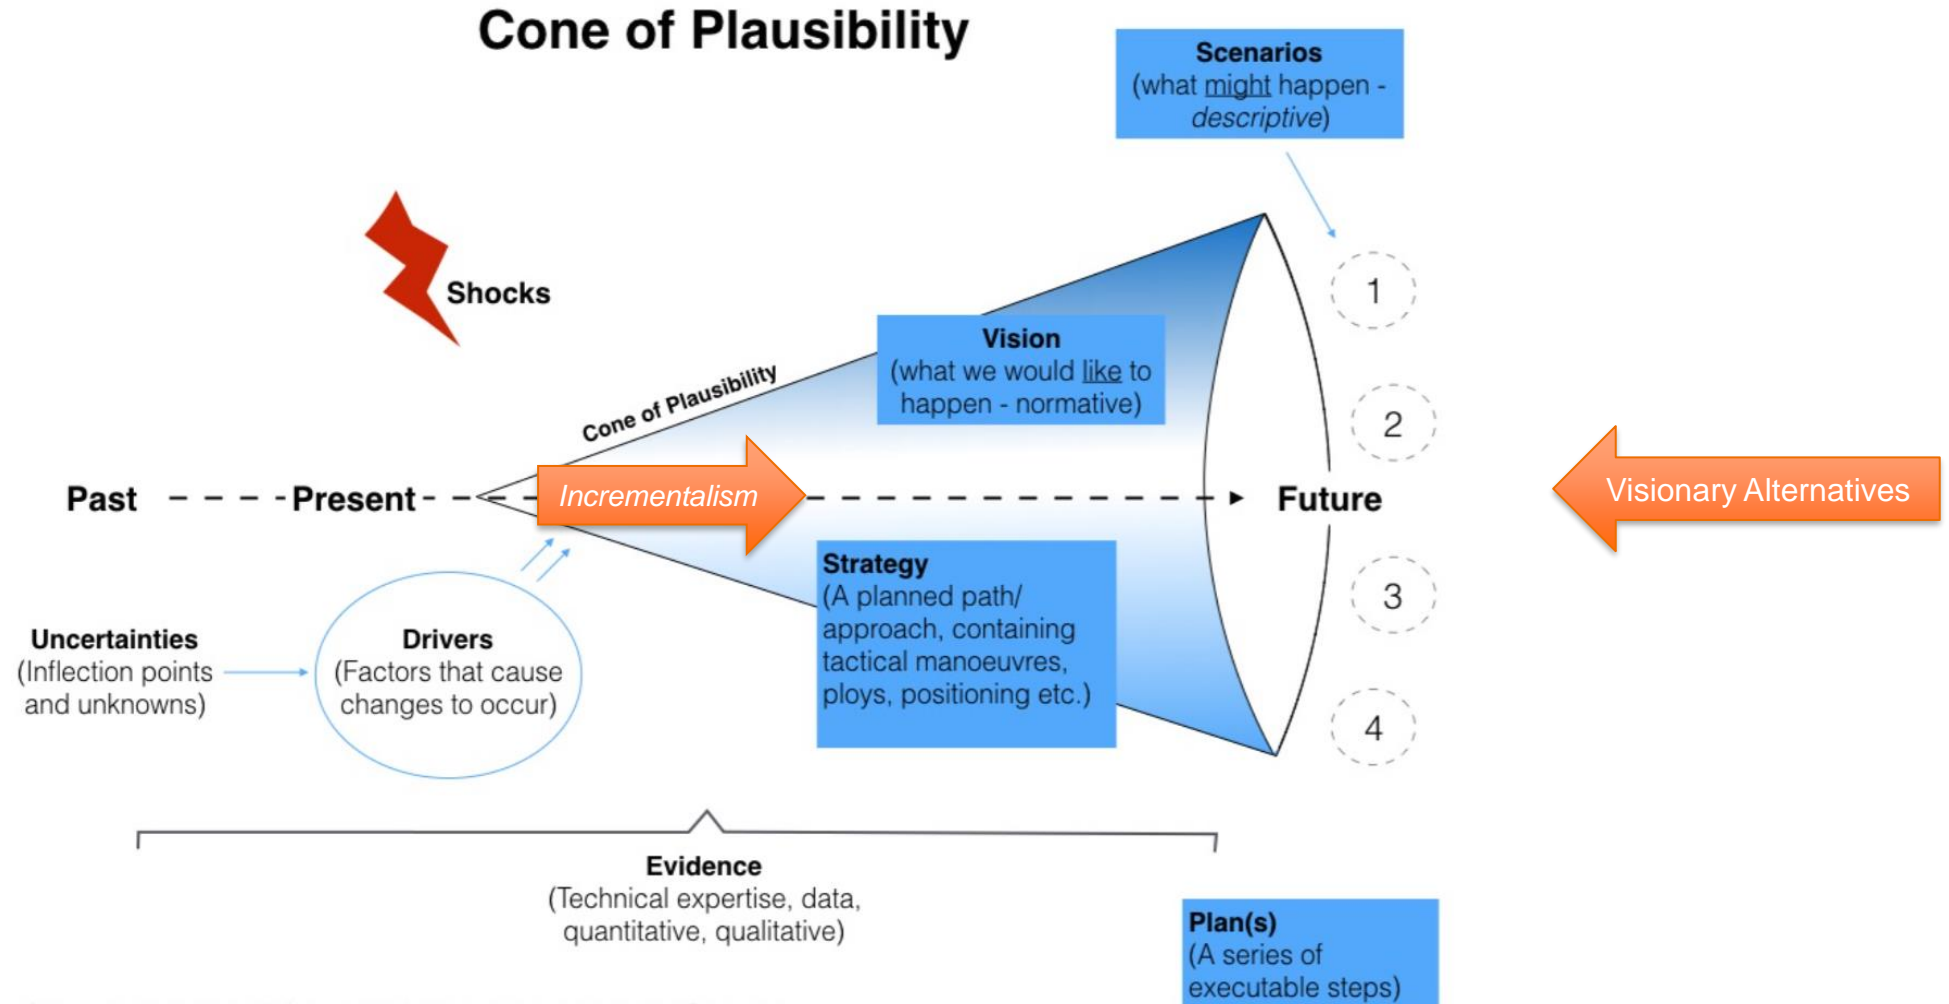 Cone of Plausibility
Scenarios
(what might happen -
descriptive)
Shocks
1
Vision
(what we would like to
happen - normative)
Cone of Plausibility
2
Past
Present
Incrementalism
Future
Visionary Alternatives
Strategy
(A planned path/
approach, containing
tactical manoeuvres,
ploys, positioning etc.)
3
Uncertainties
(Inflection points
and unknowns)
Drivers
(Factors that cause
changes to occur)
4
Evidence
(Technical expertise, data,
quantitative, qualitative)
Plan(s)
(A series of
executable steps)